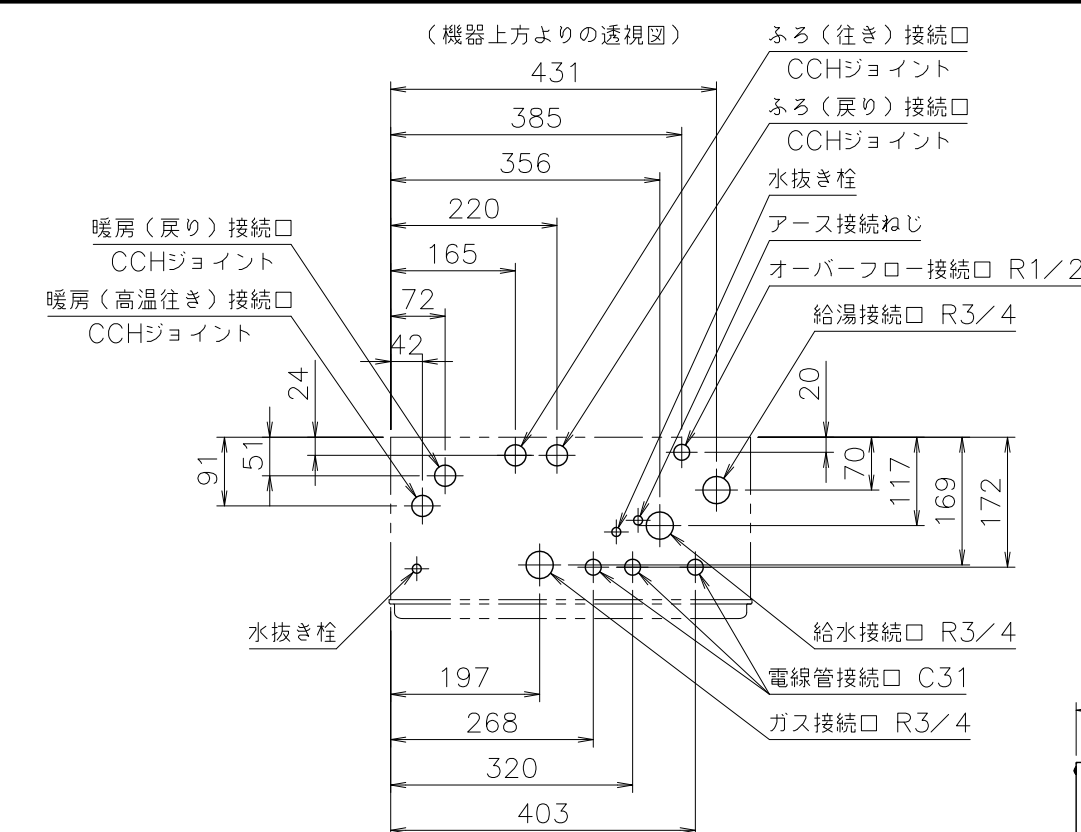 (機器上方よりの透視図)
ふろ(往き)接続口
CCHジョイント
431
ふろ(戻り)接続口
CCHジョイント
385
356
水抜き栓
220
アース接続ねじ
暖房(戻り)接続口
CCHジョイント
165
オーバーフロー接続口 R1/2
暖房(高温往き)接続口
CCHジョイント
72
給湯接続口 R3/4
42
24
20
91
51
70
117
169
172
水抜き栓
給水接続口 R3/4
197
電線管接続口 C31
268
ガス接続口 R3/4
320
403